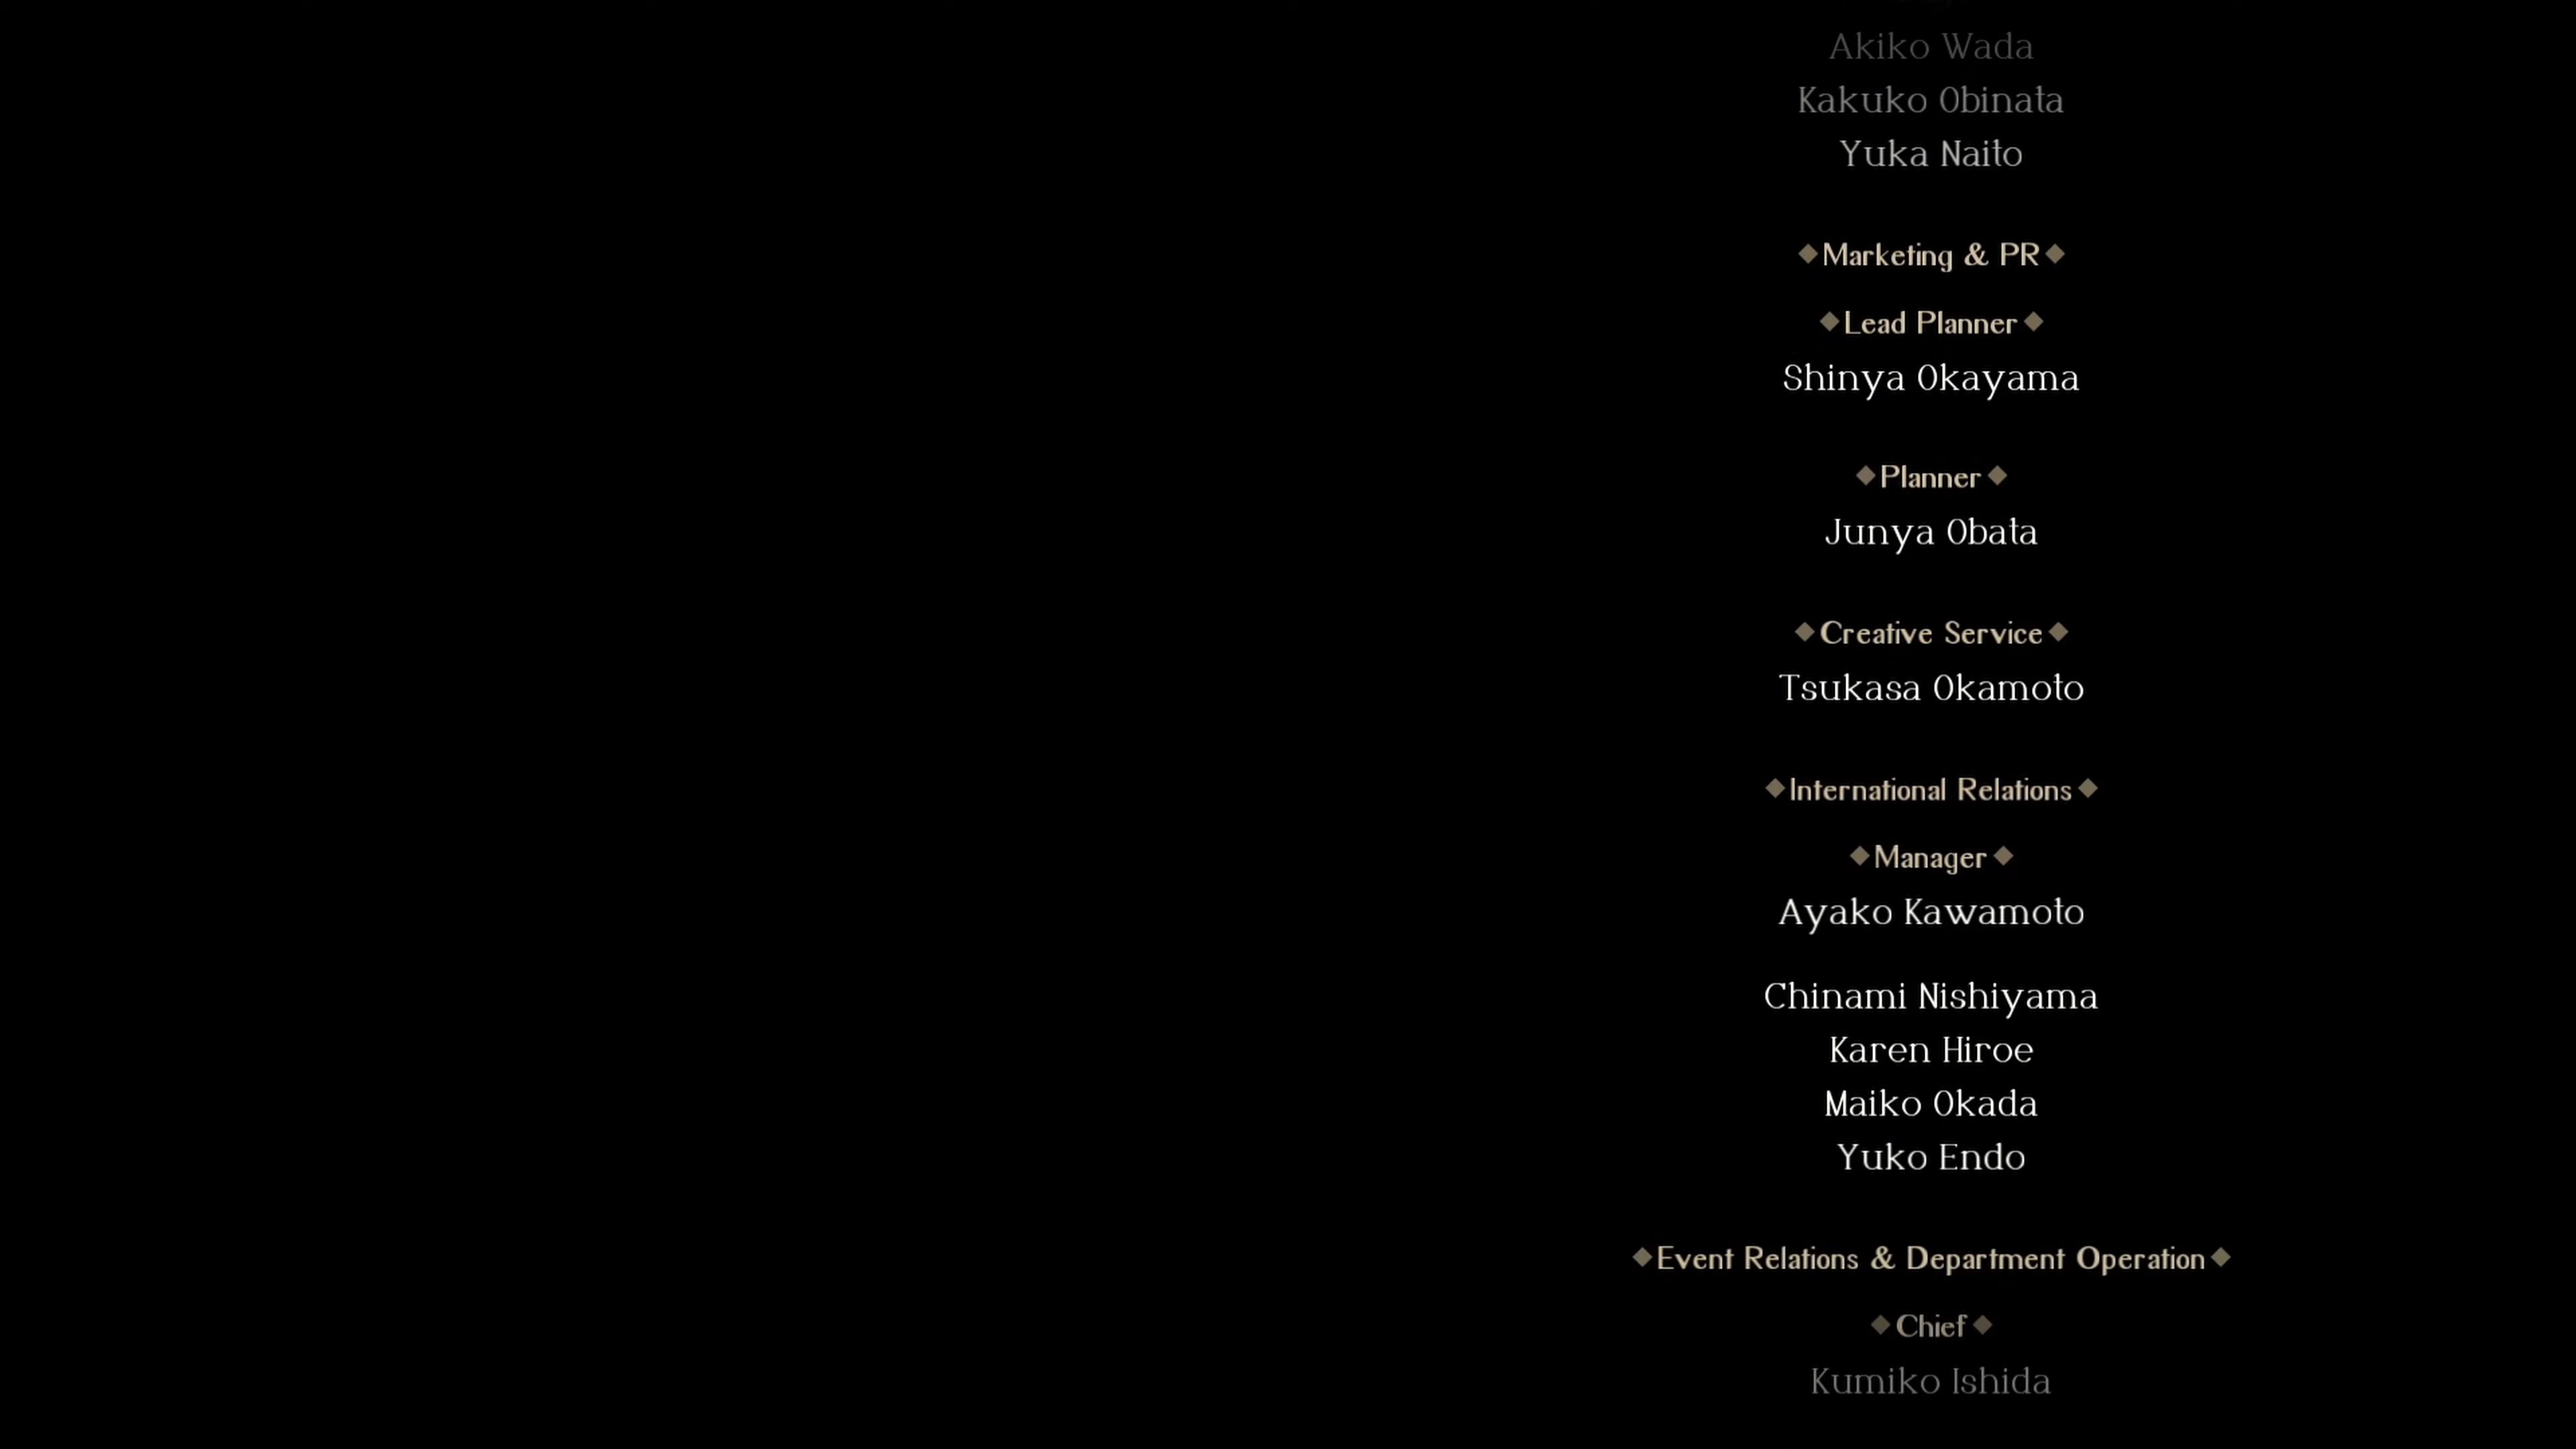 Akiko Wada
Kakuko Obinata
Yuka Naito
◆Marketing & PR◆
◆Lead Planner◆
Shinya Okayama
◆Planner◆
Junya Obata
◆Creative Service◆
Tsukasa Okamoto
◆International Relations◆
◆Manager◆
Ayako Kawamoto
Chinami Nishiyama
Karen Hiroe
Maiko Okada
Yuko Endo
◆Event Relations & Department Operation◆
◆Chief◆
Kumiko Ishida